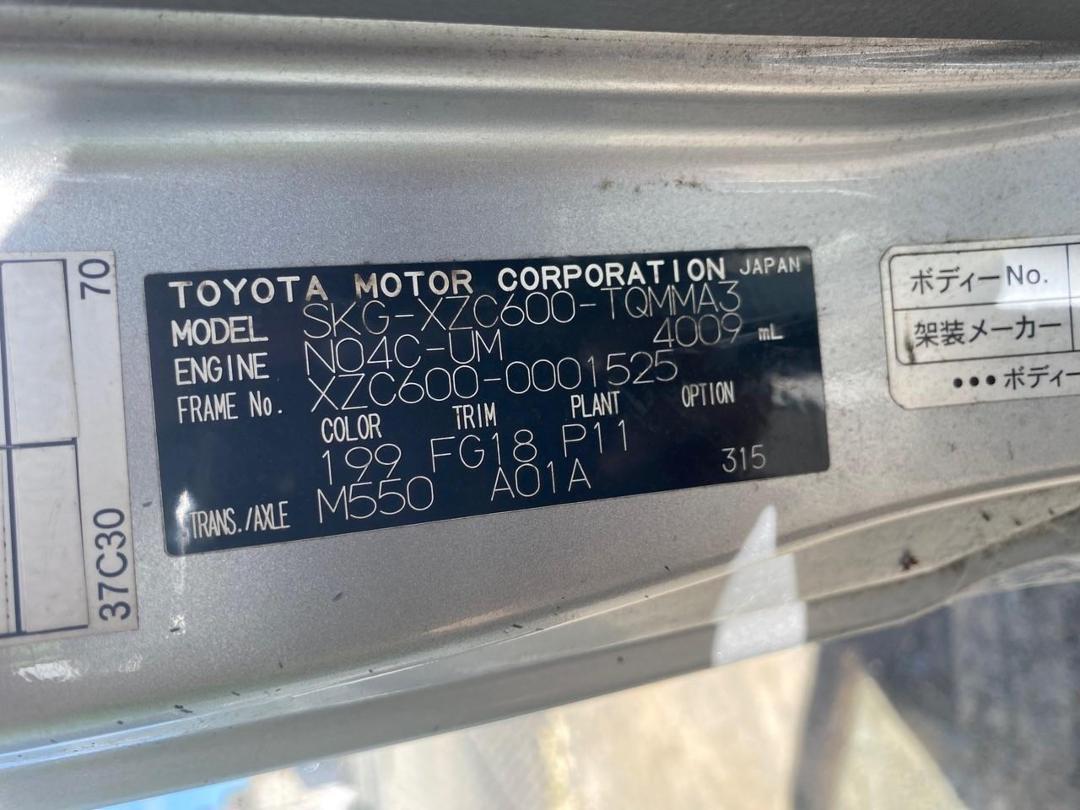 70
37C30
TOYOTA MOTOR CORPORATION JAPAN
MODEL SKG-XZC600-TQMMA3
ENGINE N04C-UM 4009 mL
FRAME No. XZC600-0001525
COLOR TRIM PLANT OPTION
199 FG18 P11
TRANS./AXLE M550 A01A 315
ボディーNo.
架装メーカー
•••ボディー